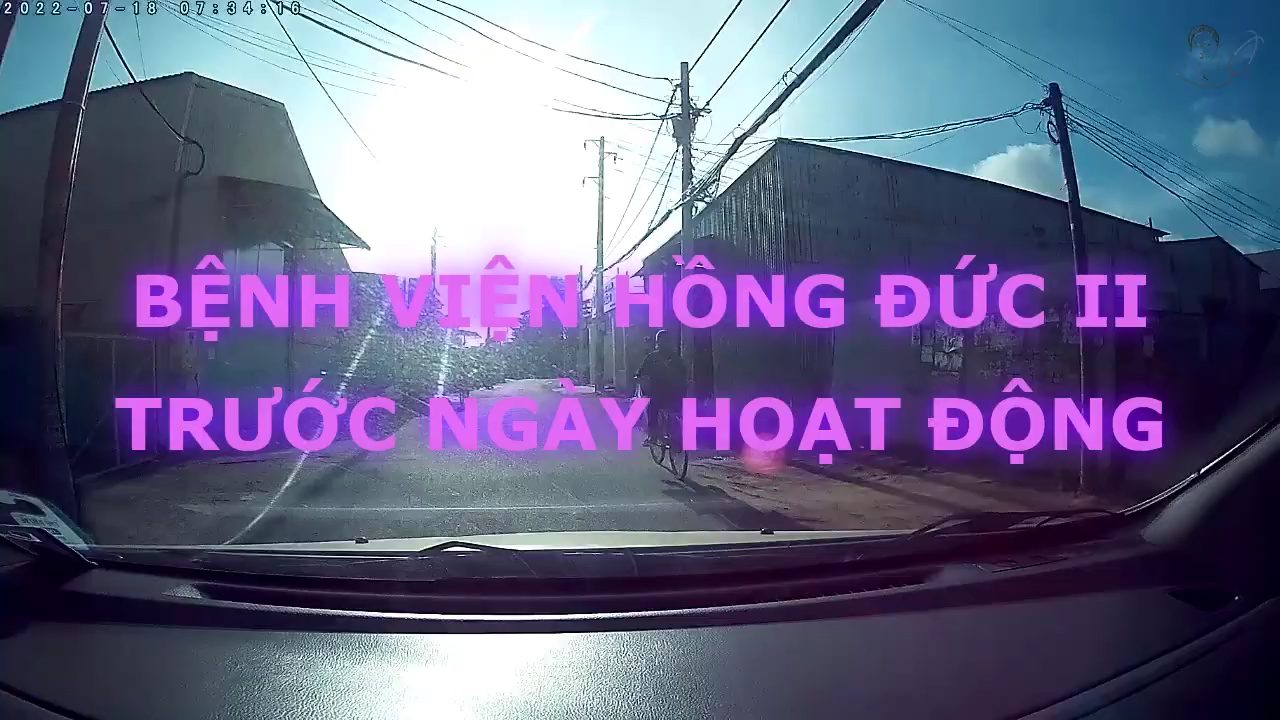 2022-07-18 07:34:16
BỆNH VIỆN HỒNG ĐỨC II
TRƯỚC NGÀY HOẠT ĐỘNG